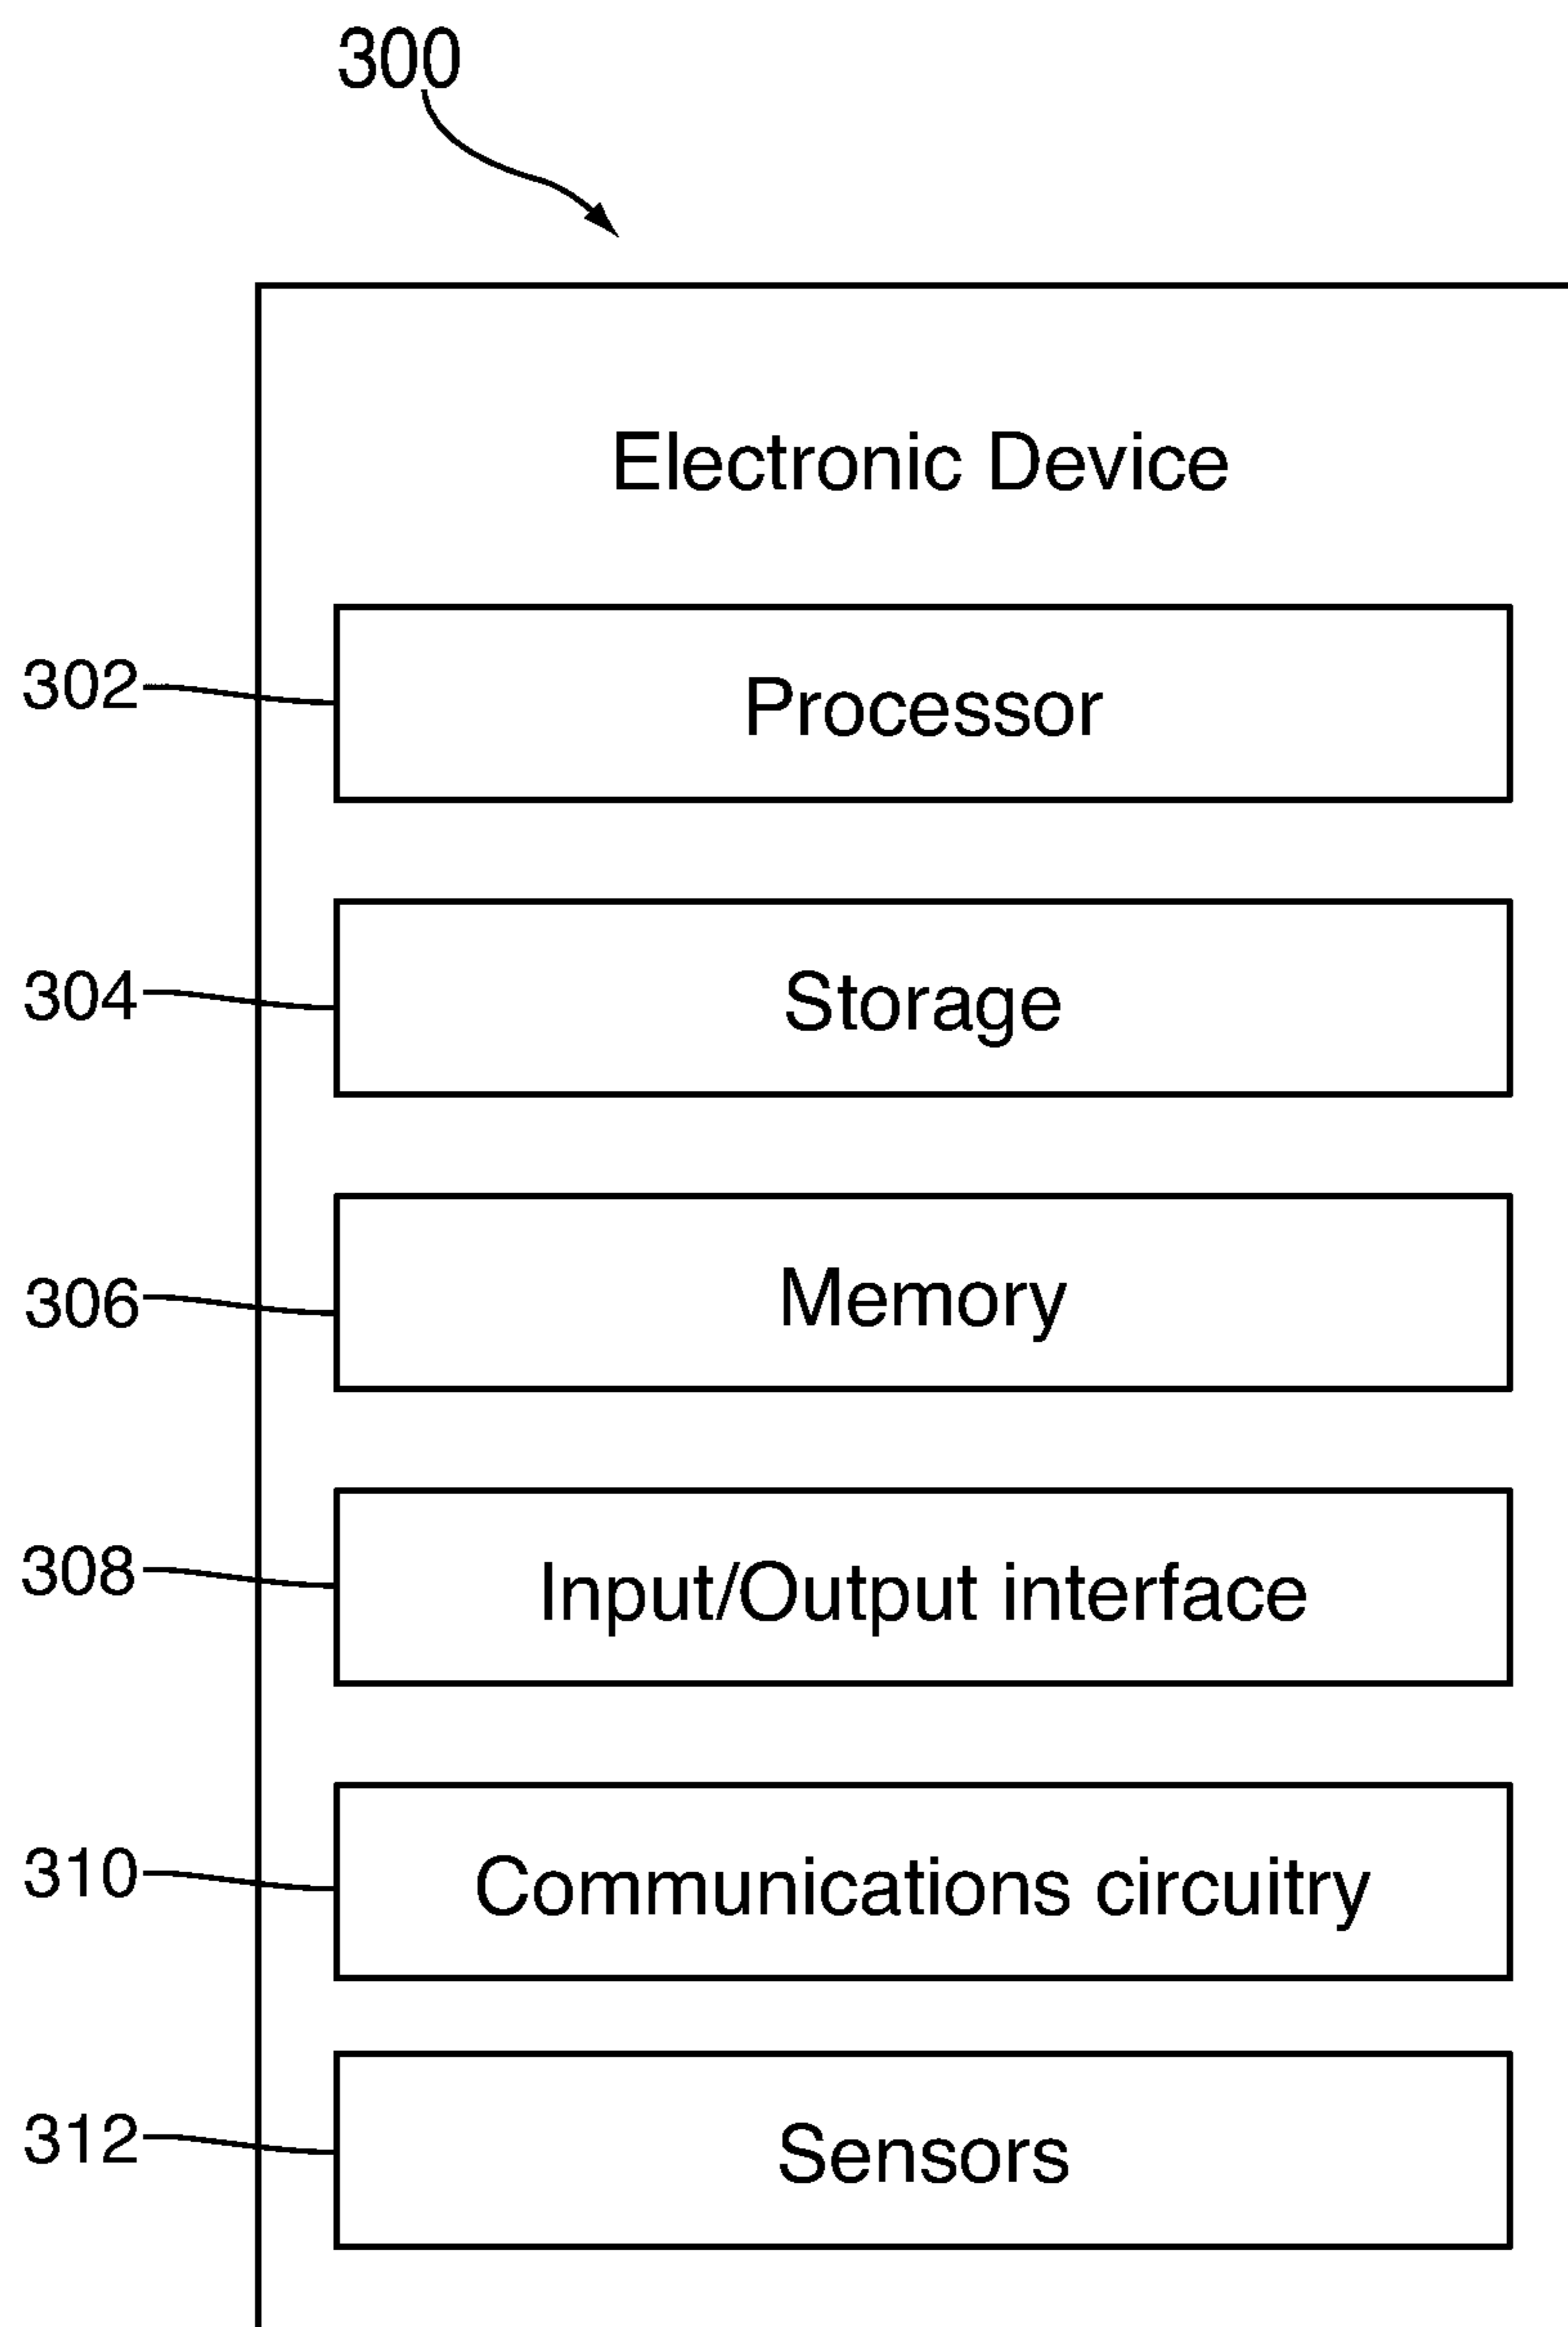 300
Electronic Device
302
Processor
304
Storage
306
Memory
308
Input/Output interface
310
Communications circuitry
312
Sensors